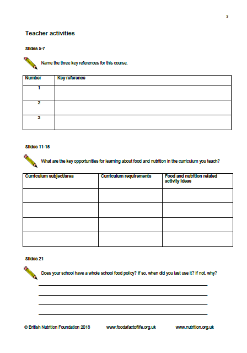 1
Teacher activities
Slides 5-7
Name the three key references for this course.
Number Key reference
1
2
3
Slides 11-15
What are the key opportunities for learning about food and nutrition in the curriculum you teach?
Curriculum subject/area Curriculum requirements Food and nutrition related
activity ideas
Slides 21
Does your school have a whole school food policy? If so, when did you last use it? If not, why?
© British Nutrition Foundation 2018 www.foodafactoflife.org.uk www.nutrition.org.uk